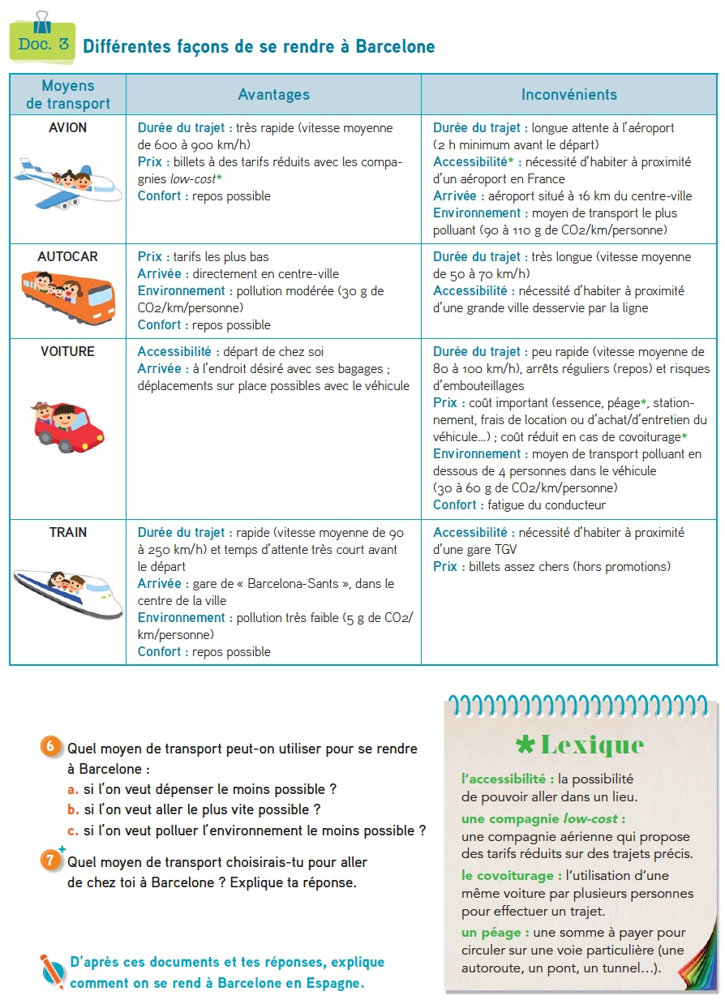 Doc. 3
Différentes façons de se rendre à Barcelone
Moyens
de transport
Avantages
Inconvénients
AVION
Durée du trajet : très rapide (vitesse moyenne
de 600 à 900 km/h)
Prix : billets à des tarifs réduits avec les compa-
gnies low-cost*
Confort : repos possible
Durée du trajet : longue attente à l'aéroport
(2 h minimum avant le départ)
Accessibilité* : nécessité d'habiter à proximité
d'un aéroport en France
Arrivée : aéroport situé à 16 km du centre-ville
Environnement : moyen de transport le plus
polluant (90 à 110 g de CO2/km/personne)
AUTOCAR
Prix : tarifs les plus bas
Arrivée : directement en centre-ville
Environnement : pollution modérée (30 g de
CO2/km/personne)
Confort : repos possible
Durée du trajet : très longue (vitesse moyenne
de 50 à 70 km/h)
Accessibilité : nécessité d'habiter à proximité
d'une grande ville desservie par la ligne
VOITURE
Accessibilité : départ de chez soi
Arrivée : à l'endroit désiré avec ses bagages ;
déplacements sur place possibles avec le véhicule
Durée du trajet : peu rapide (vitesse moyenne de
80 à 100 km/h), arrêts réguliers (repos) et risques
d'embouteillages
Prix : coût important (essence, péage*, station-
nement, frais de location ou d'achat/d'entretien du
véhicule...) ; coût réduit en cas de covoiturage*
Environnement : moyen de transport polluant en
dessous de 4 personnes dans le véhicule
(30 à 60 g de CO2/km/personne)
Confort : fatigue du conducteur
TRAIN
Durée du trajet : rapide (vitesse moyenne de 90
à 250 km/h) et temps d'attente très court avant
le départ
Arrivée : gare de « Barcelona-Sants », dans le
centre de la ville
Environnement : pollution très faible (5 g de CO2/
km/personne)
Confort : repos possible
Accessibilité : nécessité d'habiter à proximité
d'une gare TGV
Prix : billets assez chers (hors promotions)
6 Quel moyen de transport peut-on utiliser pour se rendre
à Barcelone :
a. si l'on veut dépenser le moins possible ?
b. si l'on veut aller le plus vite possible ?
c. si l'on veut polluer l'environnement le moins possible ?
7+ Quel moyen de transport choisirais-tu pour aller
de chez toi à Barcelone ? Explique ta réponse.
D'après ces documents et tes réponses, explique
comment on se rend à Barcelone en Espagne.
*Lexique
l'accessibilité : la possibilité
de pouvoir aller dans un lieu.
une compagnie low-cost :
une compagnie aérienne qui propose
des tarifs réduits sur des trajets précis.
le covoiturage : l'utilisation d'une
même voiture par plusieurs personnes
pour effectuer un trajet.
un péage : une somme à payer pour
circuler sur une voie particulière (une
autoroute, un pont, un tunnel...).